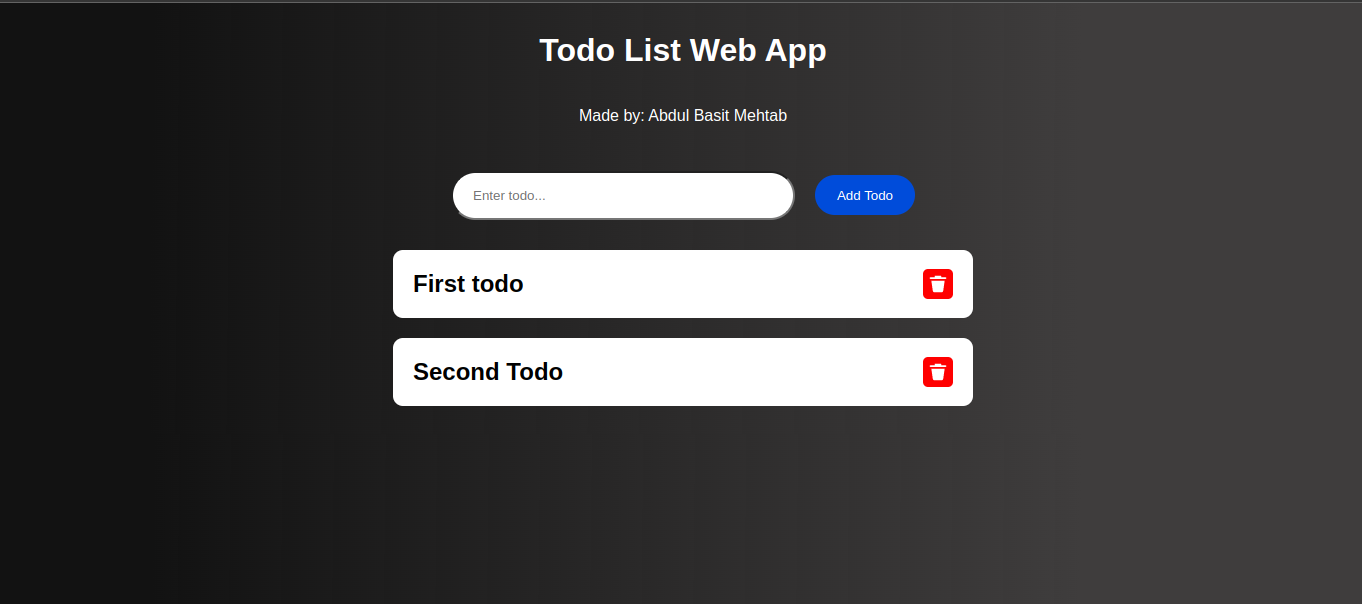 Todo List Web App
Made by: Abdul Basit Mehtab
Enter todo...
Add Todo
First todo
Second Todo